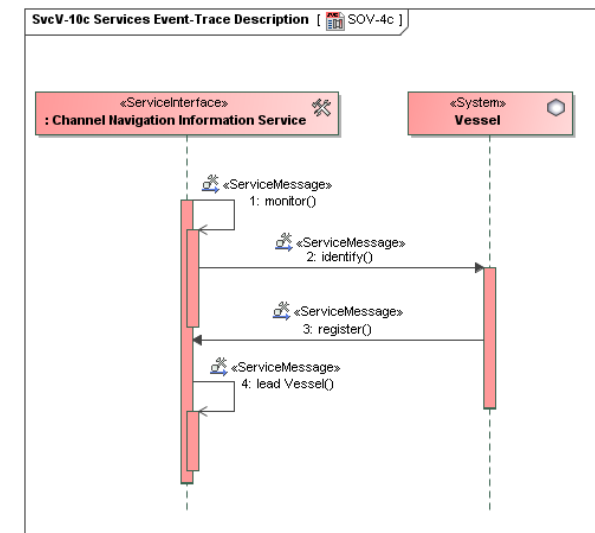 SvcV-10c Services Event-Trace Description [ SOV-4c ]
«ServiceInterface»
: Channel Navigation Information Service
«System»
Vessel
«ServiceMessage»
1: monitor()
«ServiceMessage»
2: identify()
«ServiceMessage»
3: register()
«ServiceMessage»
4: lead Vessel()